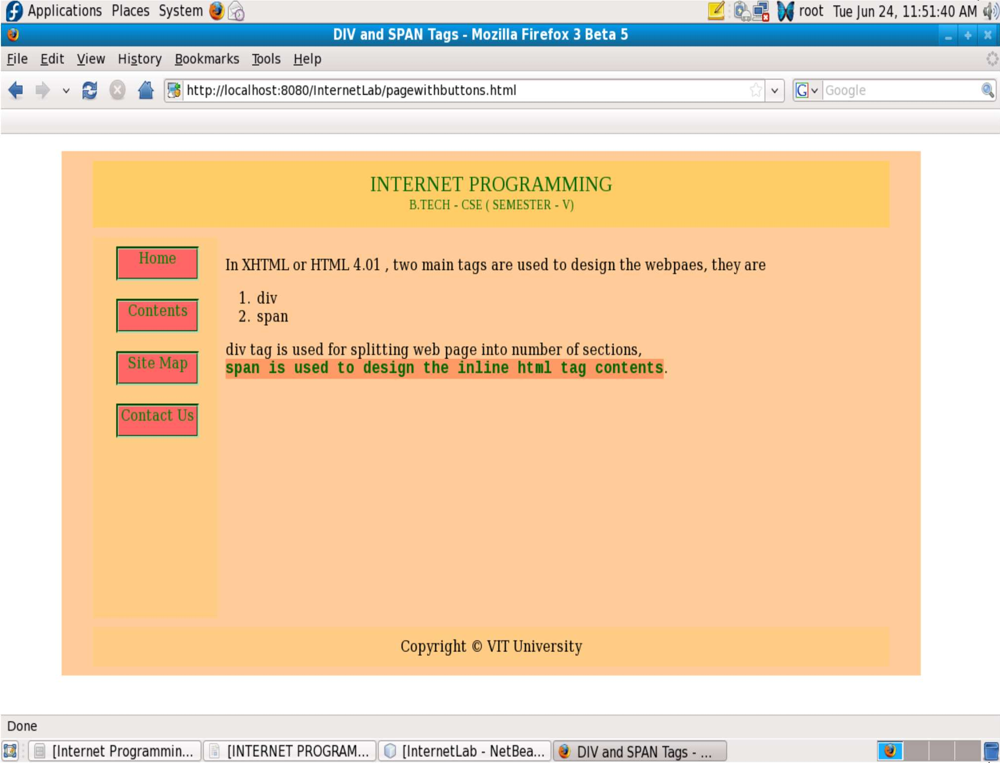 Applications Places System root Tue Jun 24, 11:51:40 AM
DIV and SPAN Tags - Mozilla Firefox 3 Beta 5
File Edit View History Bookmarks Tools Help
http://localhost:8080/InternetLab/pagewithbuttons.html G Google
INTERNET PROGRAMMING
B.TECH - CSE ( SEMESTER - V)
Home
Contents
Site Map
Contact Us
In XHTML or HTML 4.01 , two main tags are used to design the webpaes, they are
1. div
2. span
div tag is used for splitting web page into number of sections,
span is used to design the inline html tag contents.
Copyright © VIT University
Done
[Internet Programmin... [INTERNET PROGRAM... [InternetLab - NetBea... DIV and SPAN Tags - ...